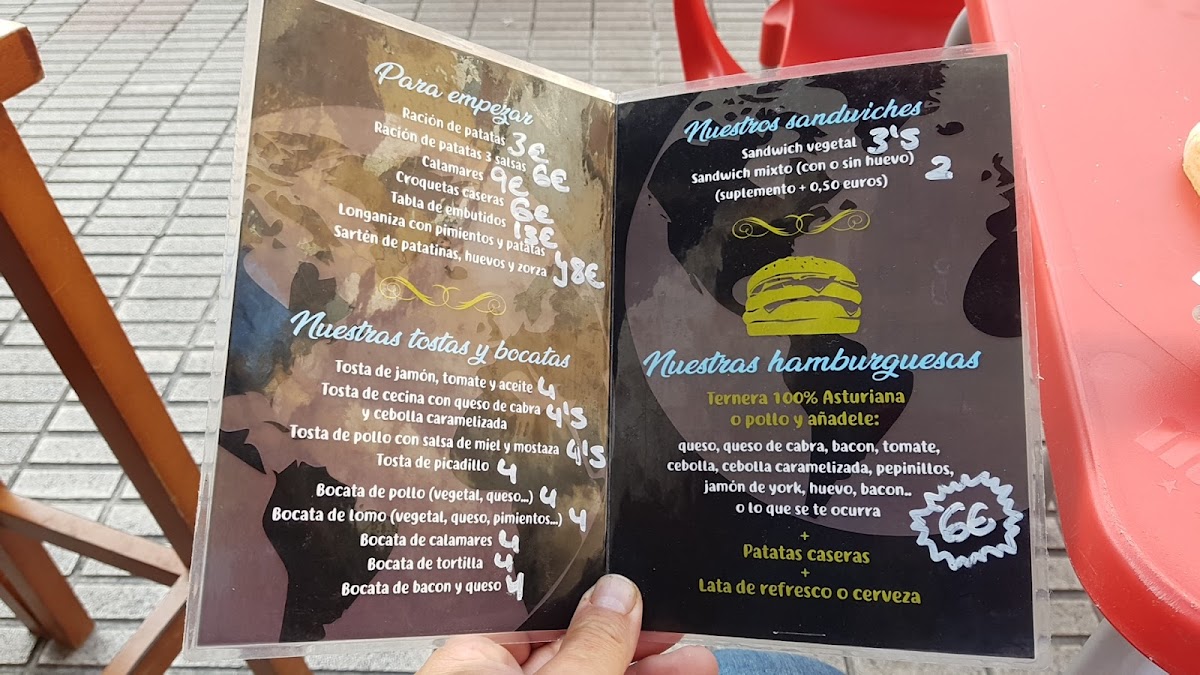 Para empezar
Ración de patatas 3€
Ración de patatas 3 salsas 6€
Calamares 9€
Croquetas caseras 6€
Tabla de embutidos 13€
Longaniza con pimientos y patatas
Sartén de patatinas, huevos y zorza 8€
Nuestras tostas y bocatas
Tosta de jamón, tomate y aceite 4
Tosta de cecina con queso de cabra 4'5
y cebolla caramelizada
Tosta de pollo con salsa de miel y mostaza 4'5
Tosta de picadillo 4
Bocata de pollo (vegetal, queso...) 4
Bocata de lomo (vegetal, queso, pimientos...) 4
Bocata de calamares 4
Bocata de tortilla 4
Bocata de bacon y queso 4
Nuestros sandwiches
Sandwich vegetal 3'5
Sandwich mixto (con o sin huevo) 2
(suplemento + 0,50 euros)
Nuestras hamburguesas
Ternera 100% Asturiana
o pollo y añadele:
queso, queso de cabra, bacon, tomate,
cebolla, cebolla caramelizada, pepinillos,
jamón de york, huevo, bacon..
o lo que se te ocurra
6€
+
Patatas caseras
+
Lata de refresco o cerveza